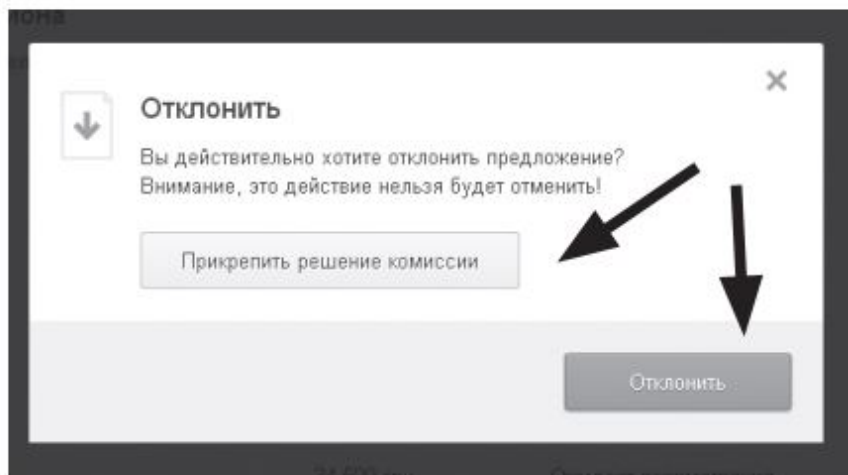 Отклонить
Вы действительно хотите отклонить предложение?
Внимание, это действие нельзя будет отменить!
Прикрепить решение комиссии
Отклонить